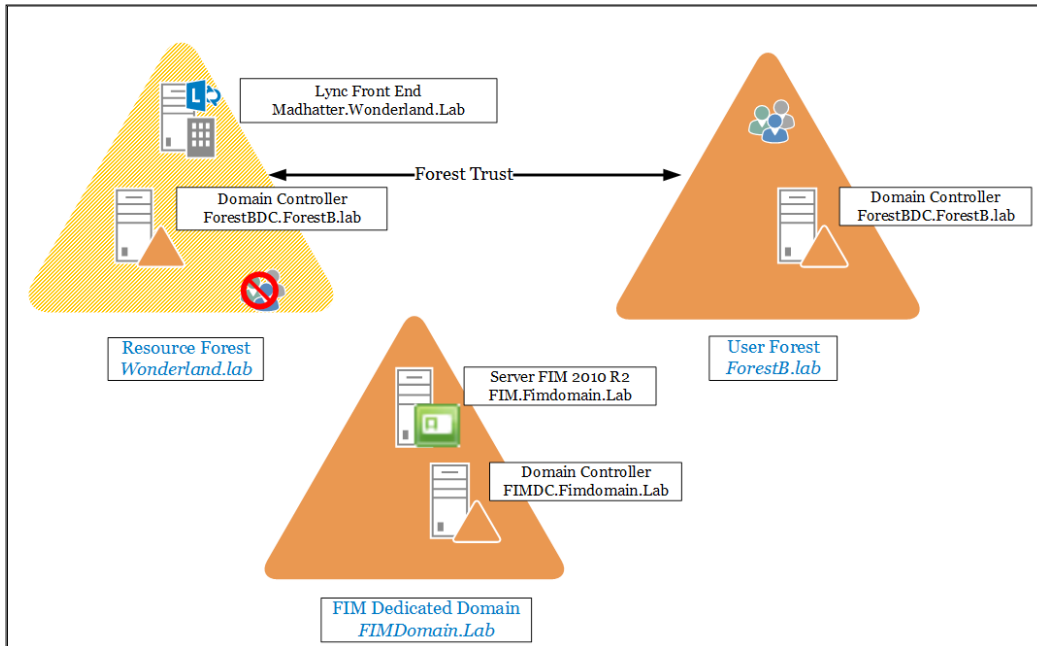 Lync Front End
Madhatter.Wonderland.Lab
Forest Trust
Domain Controller
ForestBDC.ForestB.lab
Domain Controller
ForestBDC.ForestB.lab
Resource Forest
Wonderland.lab
User Forest
ForestB.lab
Server FIM 2010 R2
FIM.Fimdomain.Lab
Domain Controller
FIMDC.Fimdomain.Lab
FIM Dedicated Domain
FIMDomain.Lab